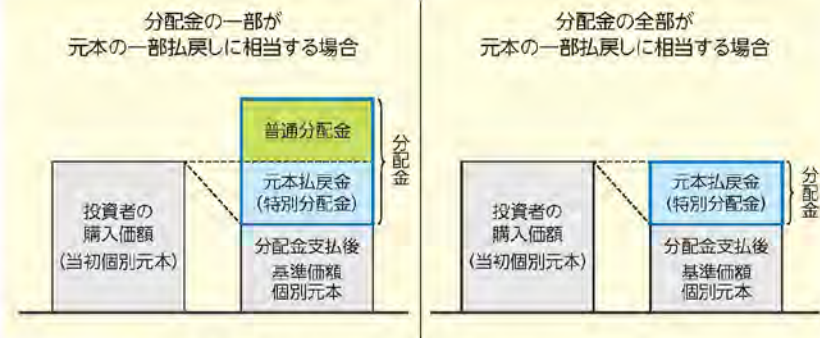 分配金の一部が
元本の一部払戻しに相当する場合
普通分配金
元本払戻金
(特別分配金)
分配金
投資者の
購入価額
(当初個別元本)
分配金支払後
基準価額
個別元本
分配金の全部が
元本の一部払戻しに相当する場合
元本払戻金
(特別分配金)
分配金
投資者の
購入価額
(当初個別元本)
分配金支払後
基準価額
個別元本